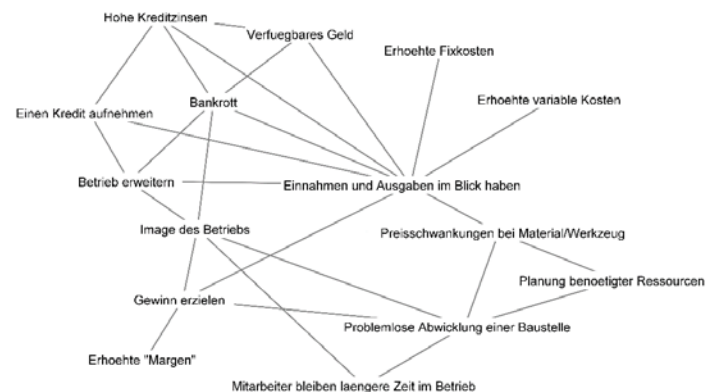 Hohe Kreditzinsen
Verfuegbares Geld
Erhoehte Fixkosten
Bankrott
Erhoehte variable Kosten
Einen Kredit aufnehmen
Betrieb erweitern
Einnahmen und Ausgaben im Blick haben
Image des Betriebs
Preisschwankungen bei Material/Werkzeug
Planung benoetigter Ressourcen
Gewinn erzielen
Problemlose Abwicklung einer Baustelle
Erhoehte "Margen"
Mitarbeiter bleiben laengere Zeit im Betrieb